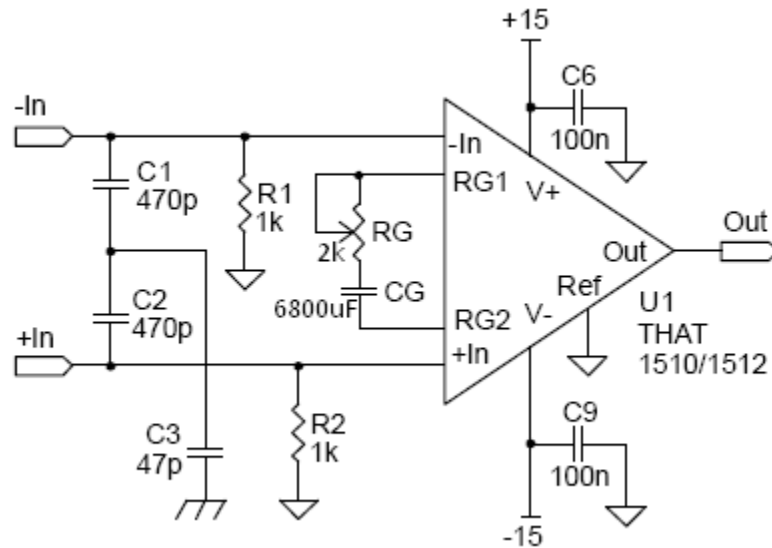 +15
-In
C6
100n
C1
470p
-In
R1
1k
RG1
V+
2k
RG
Out
Out
C2
470p
6800uF
CG
Ref
+In
RG2
V-
U1
+In
THAT
1510/1512
C3
47p
R2
1k
C9
100n
-15